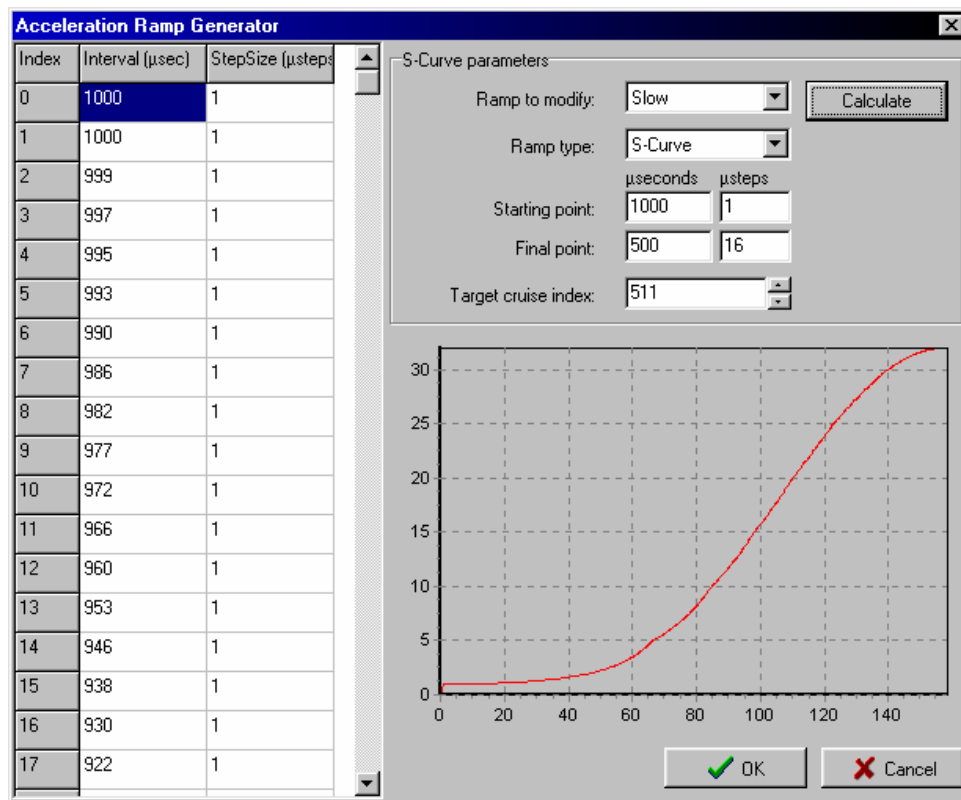 Acceleration Ramp Generator
Index Interval (µsec) StepSize (µsteps
0 1000 1
1 1000 1
2 999 1
3 997 1
4 995 1
5 993 1
6 990 1
7 986 1
8 982 1
9 977 1
10 972 1
11 966 1
12 960 1
13 953 1
14 946 1
15 938 1
16 930 1
17 922 1
S-Curve parameters
Ramp to modify: Slow Calculate
Ramp type: S-Curve
µseconds µsteps
Starting point: 1000 1
Final point: 500 16
Target cruise index: 511
30
25
20
15
10
5
0
0 20 40 60 80 100 120 140
OK Cancel